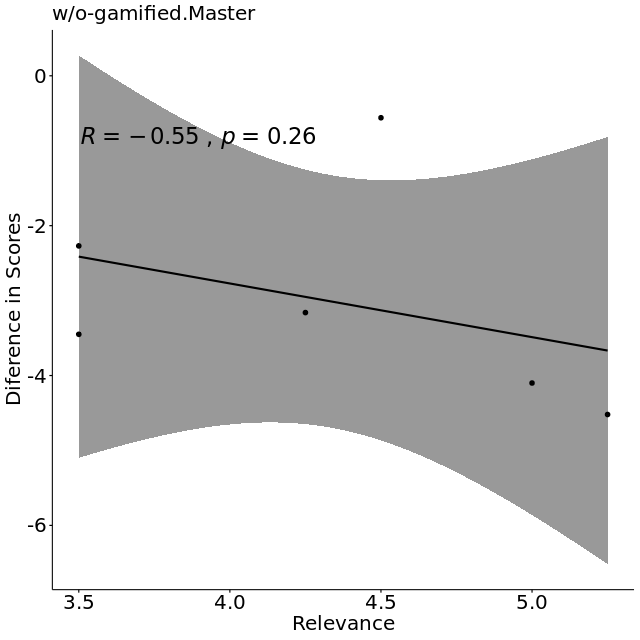 w/o-gamified.Master
0
R = −0.55 , p = 0.26
-2
Diference in Scores
-4
-6
3.5 4.0 4.5 5.0
Relevance